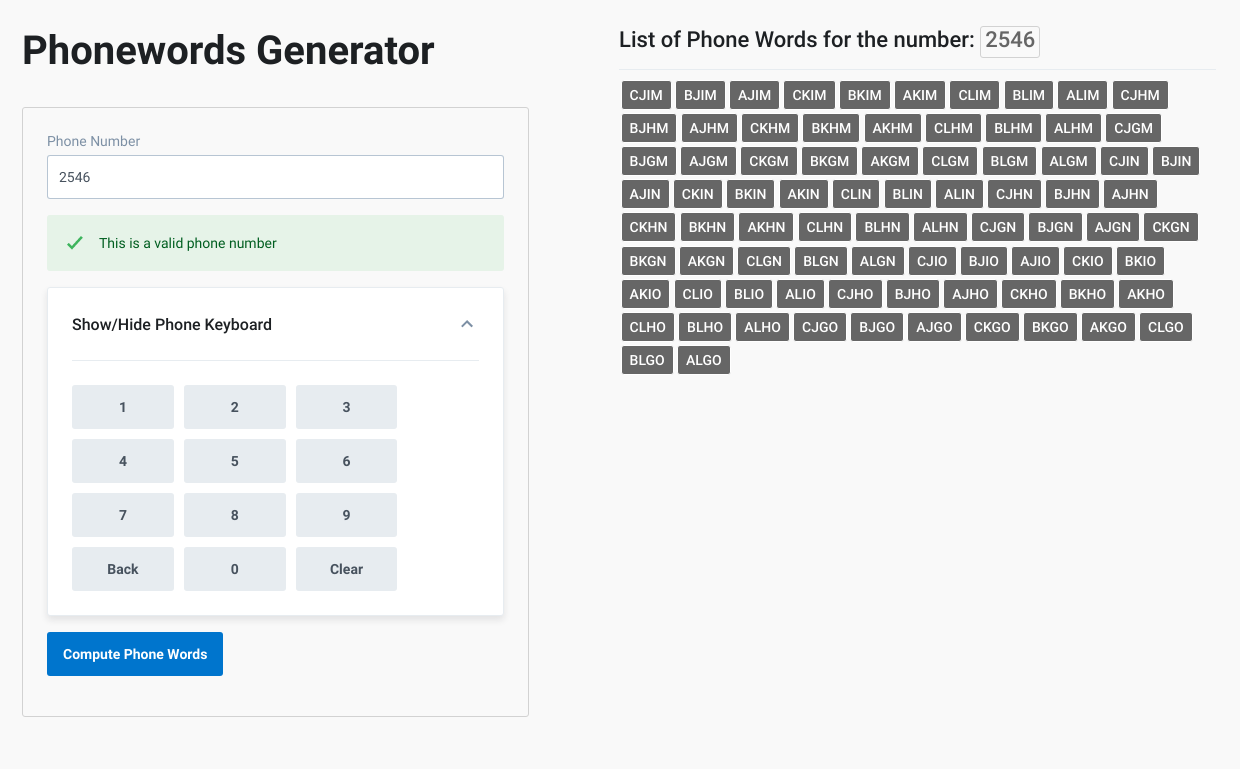 Phonewords Generator
Phone Number
2546
This is a valid phone number
Show/Hide Phone Keyboard
1 2 3
4 5 6
7 8 9
Back 0 Clear
Compute Phone Words
List of Phone Words for the number: 2546
CJIM BJIM AJIM CKIM BKIM AKIM CLIM BLIM ALIM CJHM
BJHM AJHM CKHM BKHM AKHM CLHM BLHM ALHM CJGM
BJGM AJGM CKGM BKGM AKGM CLGM BLGM ALGM CJIN BJIN
AJIN CKIN BKIN AKIN CLIN BLIN ALIN CJHN BJHN AJHN
CKHN BKHN AKHN CLHN BLHN ALHN CJGN BJGN AJGN CKGN
BKGN AKGN CLGN BLGN ALGN CJIO BJIO AJIO CKIO BKIO
AKIO CLIO BLIO ALIO CJHO BJHO AJHO CKHO BKHO AKHO
CLHO BLHO ALHO CJGO BJGO AJGO CKGO BKGO AKGO CLGO
BLGO ALGO